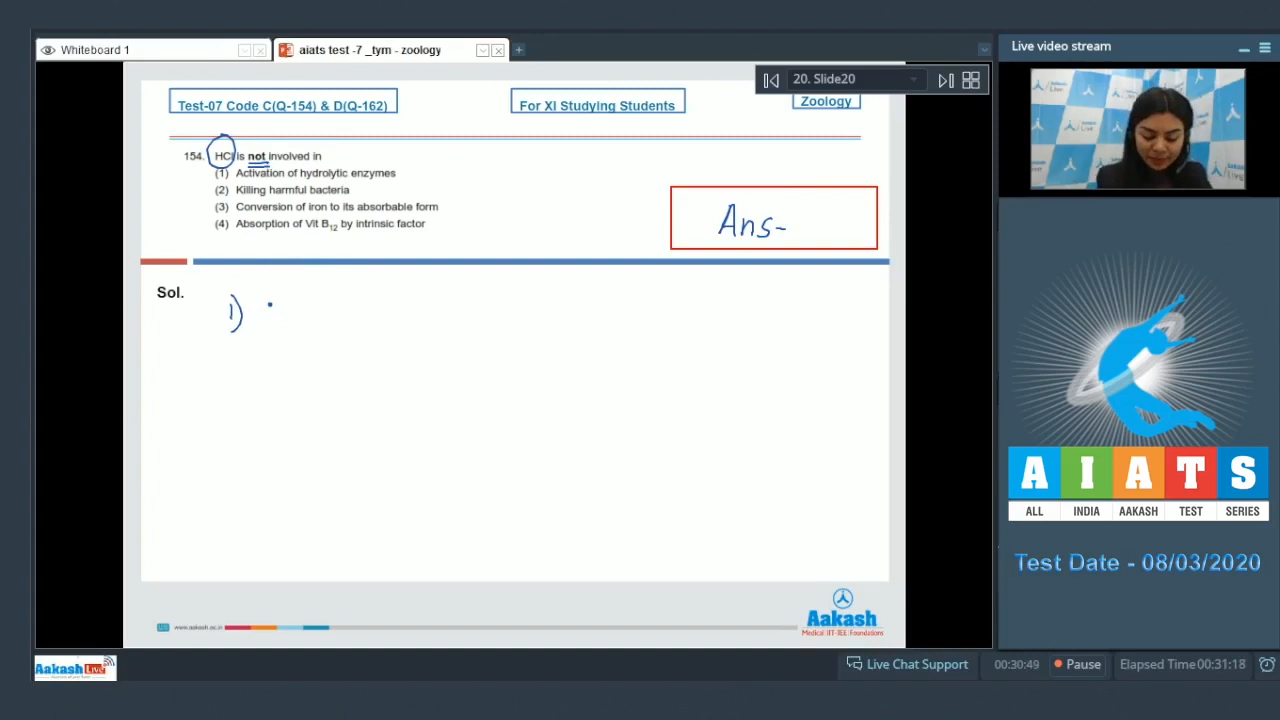 Whiteboard 1
aiats test -7 _tym - zoology
Live video stream
20. Slide20
Test-07 Code C(Q-154) & D(Q-162)
For XI Studying Students
Zoology
154. HCl is not involved in
(1) Activation of hydrolytic enzymes
(2) Killing harmful bacteria
(3) Conversion of iron to its absorbable form
(4) Absorption of Vit B12 by intrinsic factor
Ans-
Sol.
1)
A I A T S
ALL INDIA AAKASH TEST SERIES
Test Date - 08/03/2020
Aakash
Medical|IIT-JEE|Foundations
www.aakash.ac.in
Aakash Live
Live Chat Support
00:30:49
Pause
Elapsed Time 00:31:18